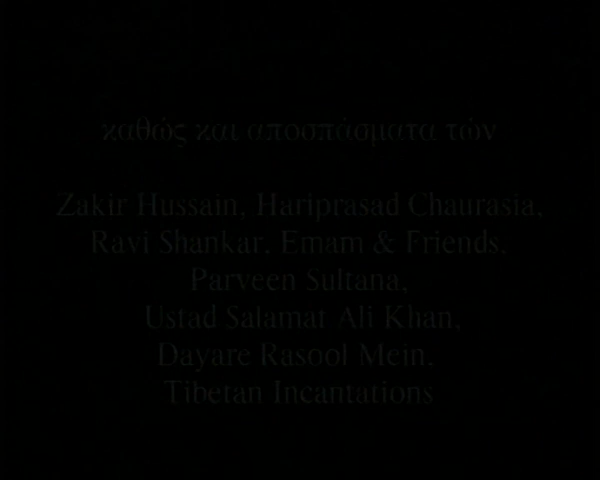 καθώς και αποσπάσματα τών
Zakir Hussain, Hariprasad Chaurasia,
Ravi Shankar, Emam & Friends,
Parveen Sultana,
Ustad Salamat Ali Khan,
Dayare Rasool Mein,
Tibetan Incantations